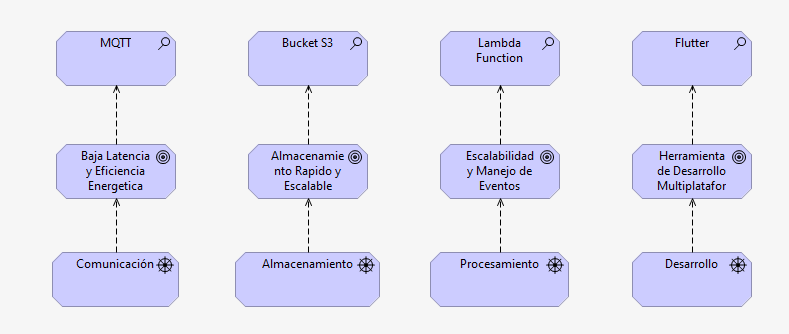 MQTT
Bucket S3
Lambda
Function
Flutter
Baja Latencia
y Eficiencia
Energetica
Almacenamie
nto Rapido y
Escalable
Escalabilidad
y Manejo de
Eventos
Herramienta
de Desarrollo
Multiplatafor
Comunicación
Almacenamiento
Procesamiento
Desarrollo